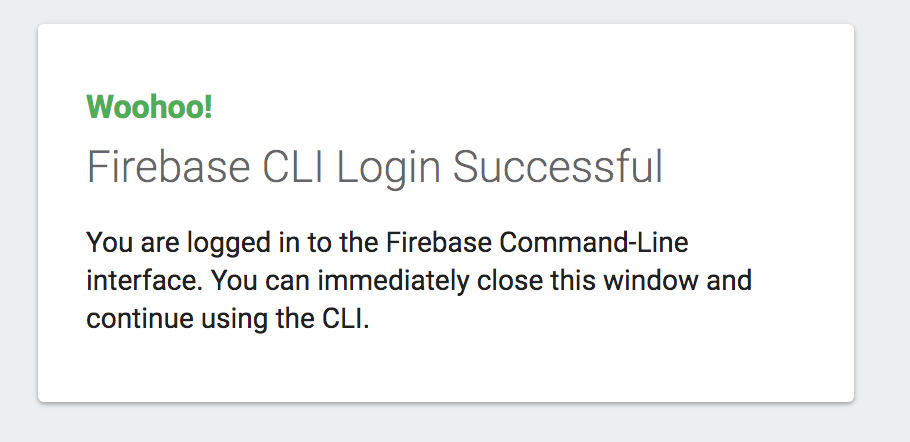 Woohoo!
Firebase CLI Login Successful
You are logged in to the Firebase Command-Line
interface. You can immediately close this window and
continue using the CLI.